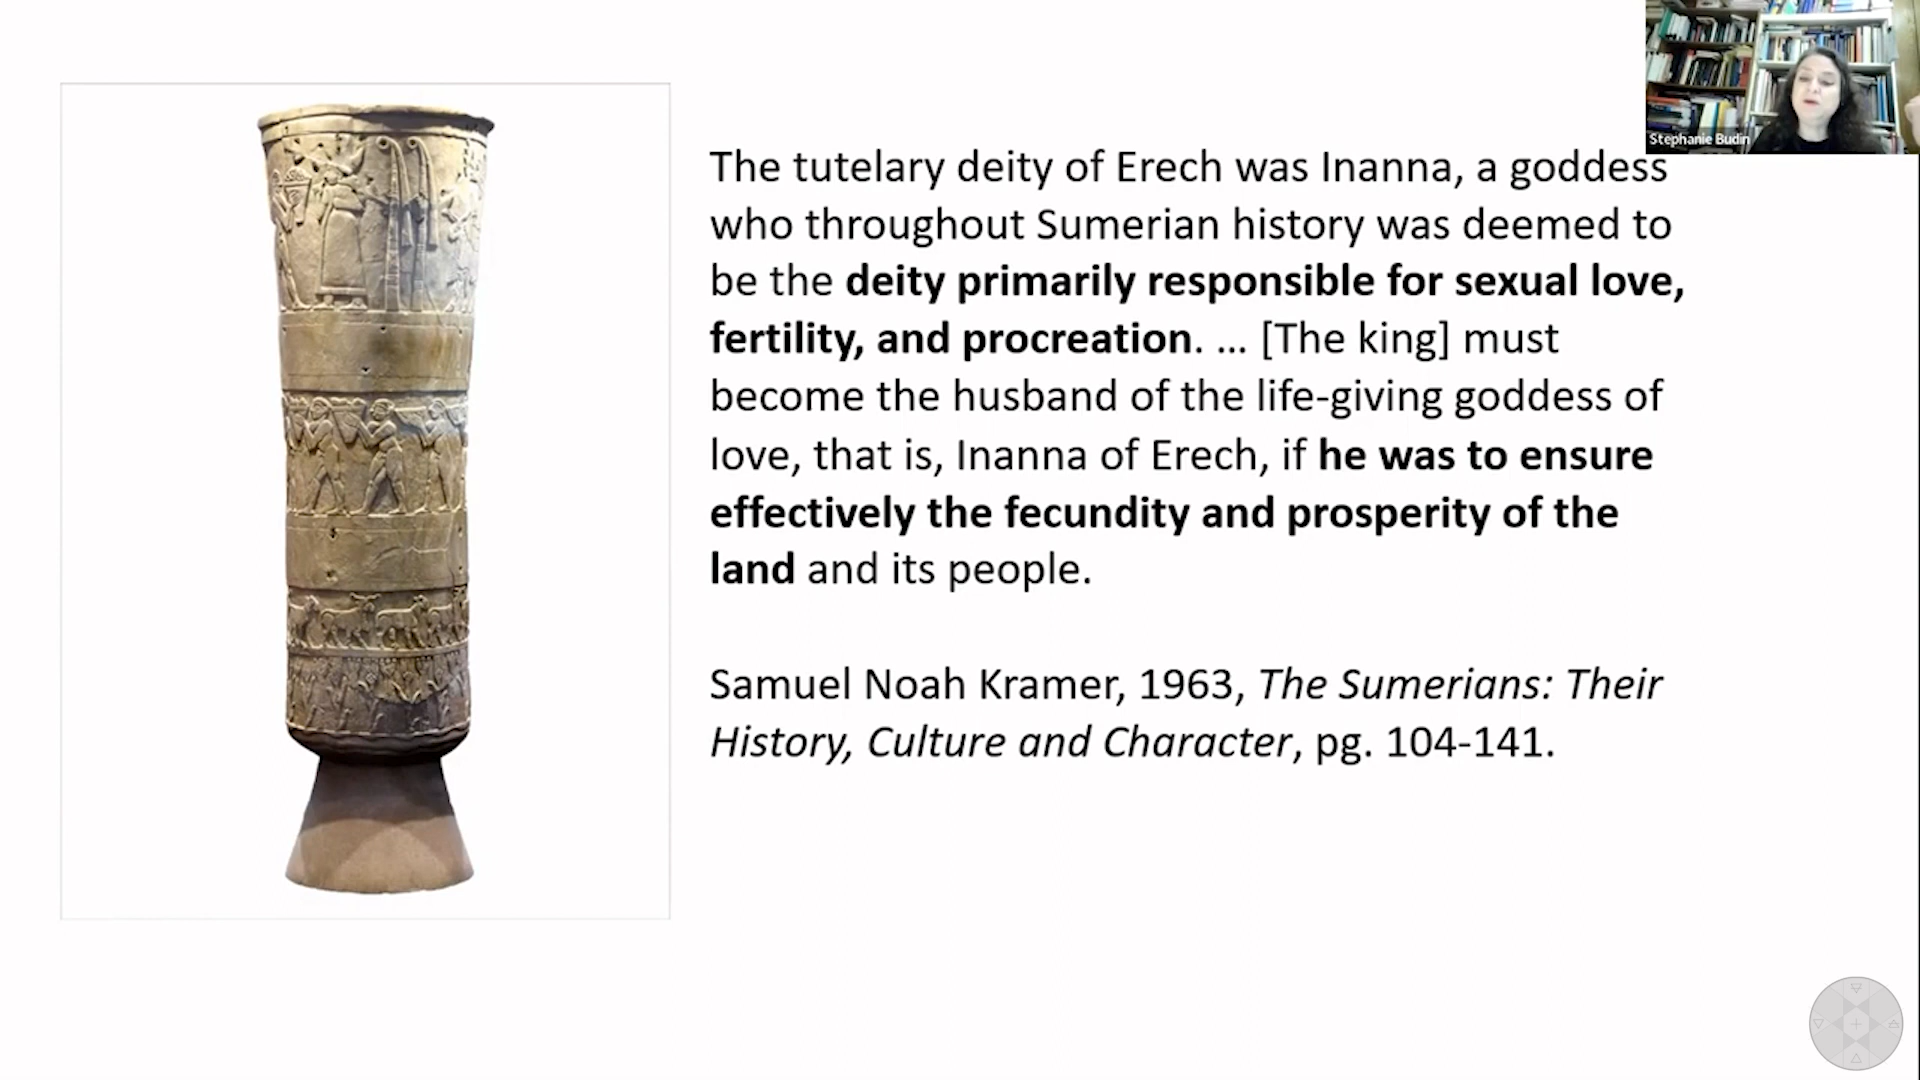 Stephanie Budin
The tutelary deity of Erech was Inanna, a goddess
who throughout Sumerian history was deemed to
be the deity primarily responsible for sexual love,
fertility, and procreation. ... [The king] must
become the husband of the life-giving goddess of
love, that is, Inanna of Erech, if he was to ensure
effectively the fecundity and prosperity of the
land and its people.
Samuel Noah Kramer, 1963, The Sumerians: Their
History, Culture and Character, pg. 104-141.